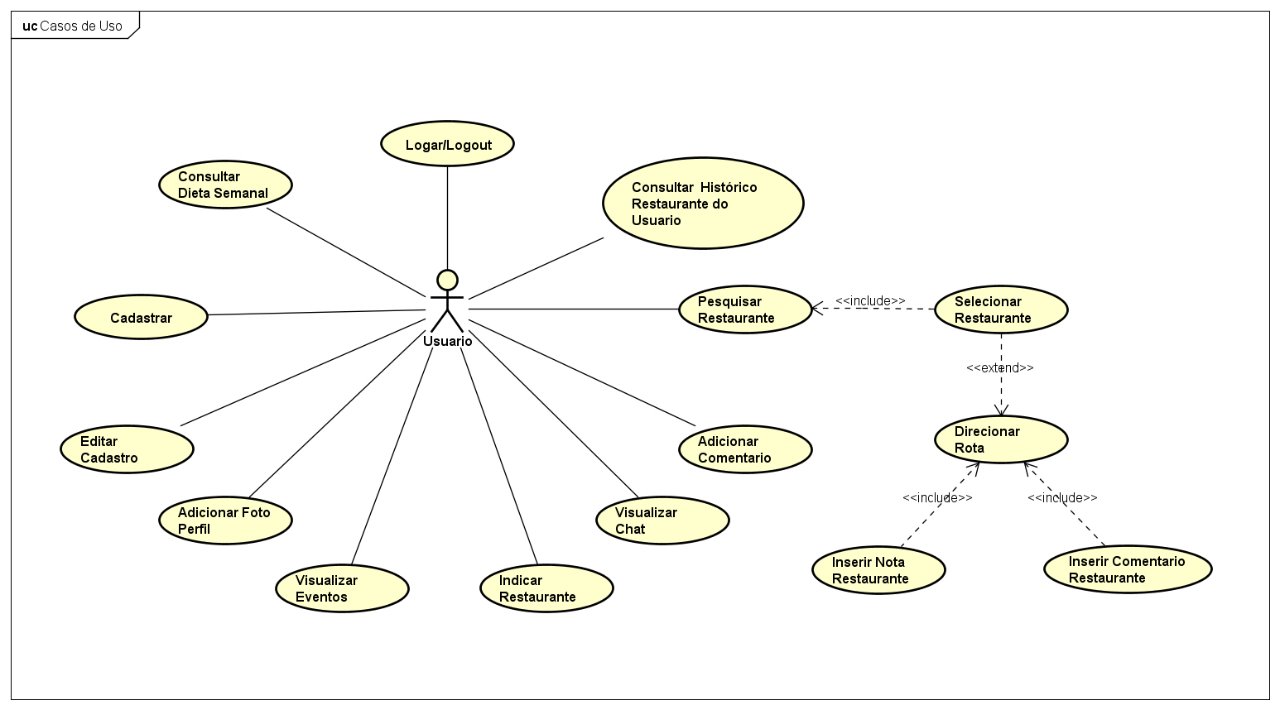 uc Casos de Uso
Logar/Logout
Consultar
Dieta Semanal
Consultar Histórico
Restaurante do
Usuario
Cadastrar
Usuario
Pesquisar
Restaurante
<<include>>
Selecionar
Restaurante
<<extend>>
Editar
Cadastro
Adicionar
Comentario
Direcionar
Rota
Adicionar Foto
Perfil
Visualizar
Chat
<<include>>
<<include>>
Visualizar
Eventos
Indicar
Restaurante
Inserir Nota
Restaurante
Inserir Comentario
Restaurante